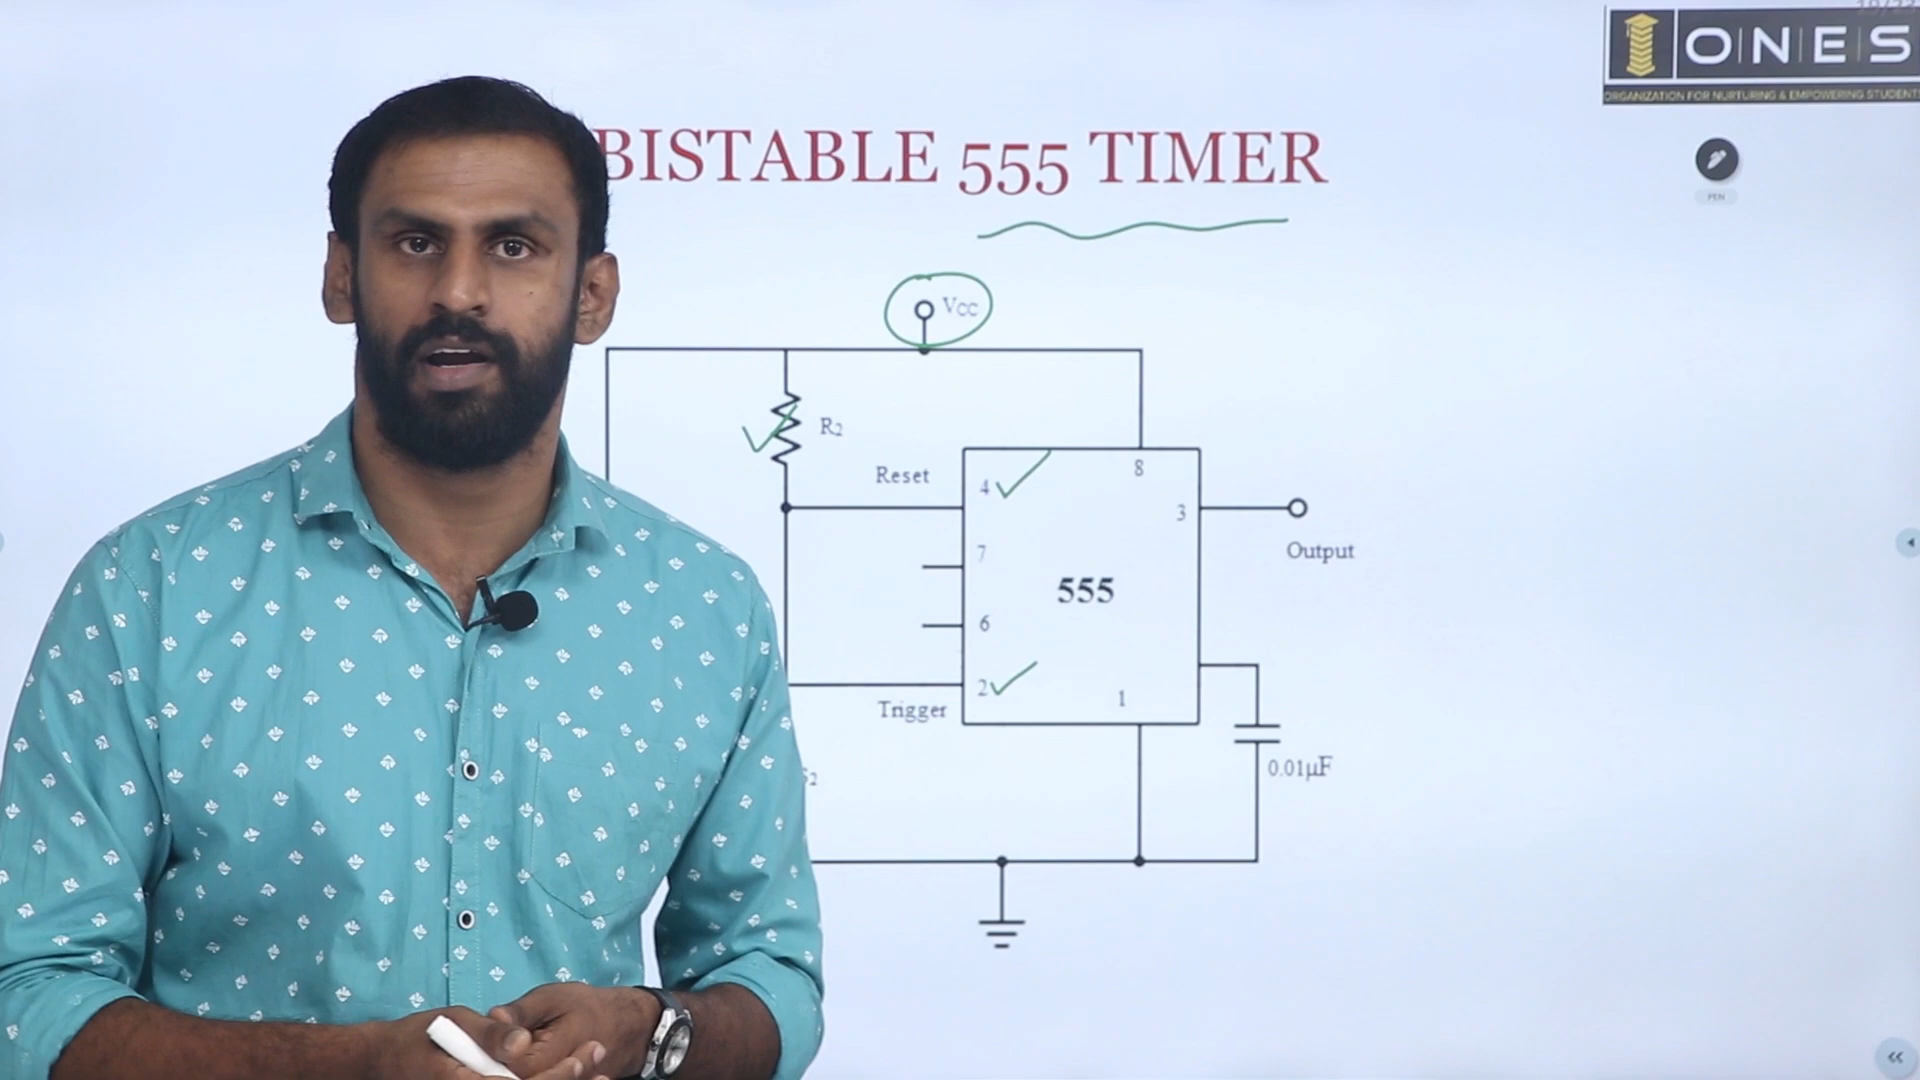 ONES
ORGANIZATION FOR NURTURING & EMPOWERING STUDENTS
BISTABLE 555 TIMER
PEN
Vcc
R2
Reset
4
8
3
7
Output
555
6
2
1
Trigger
0.01µF